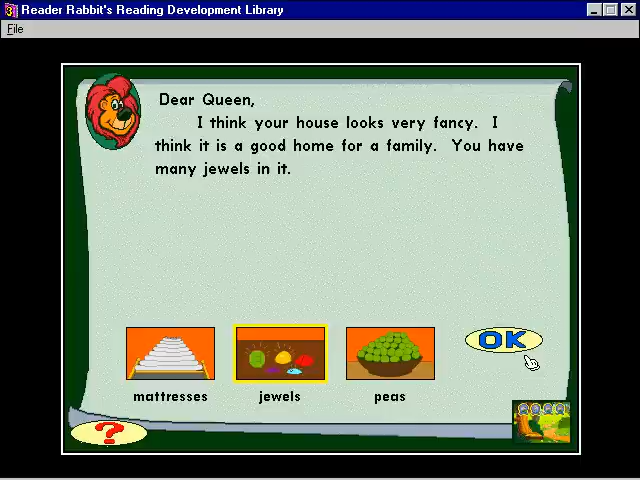 Reader Rabbit's Reading Development Library
File
Dear Queen,
I think your house looks very fancy. I
think it is a good home for a family. You have
many jewels in it.
OK
mattresses jewels peas
?